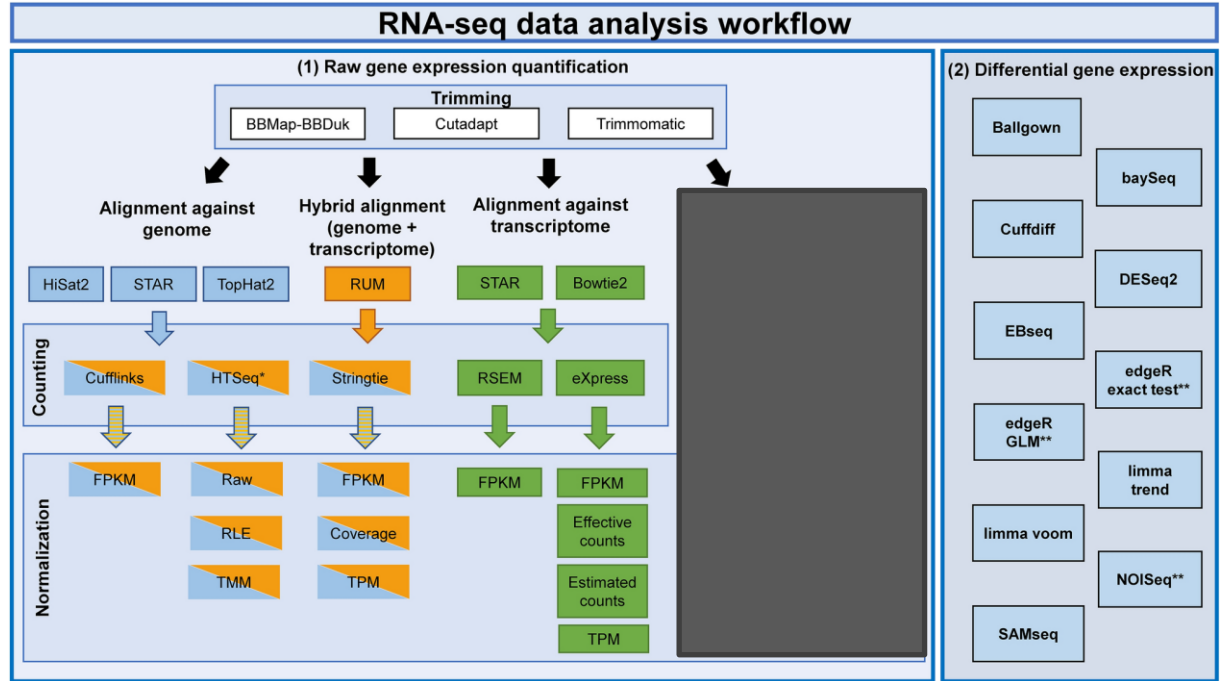 RNA-seq data analysis workflow
(1) Raw gene expression quantification
Trimming
BBMap-BBDuk
Cutadapt
Trimmomatic
Alignment against
genome
Hybrid alignment
(genome +
transcriptome)
Alignment against
transcriptome
HiSat2
STAR
TopHat2
RUM
STAR
Bowtie2
Counting
Cufflinks
HTSeq*
Stringtie
RSEM
eXpress
Normalization
FPKM
Raw
FPKM
FPKM
FPKM
RLE
Coverage
Effective
counts
TMM
TPM
Estimated
counts
TPM
(2) Differential gene expression
Ballgown
baySeq
Cuffdiff
DESeq2
EBseq
edgeR
exact test**
edgeR
GLM**
limma
trend
limma voom
NOISeq**
SAMseq